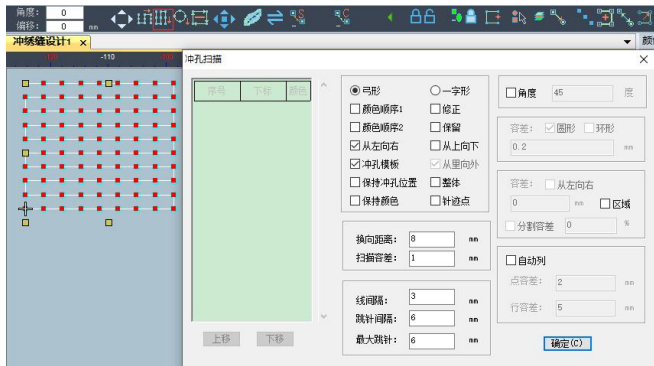 角度： 0
偏移： 0 mm
冲绣缝设计1 x
-110
冲孔扫描
序号 下标 颜色
弓形 一字形
颜色顺序1 修正
颜色顺序2 保留
从左向右 从上向下
冲孔模板 从里向外
保持冲孔位置 整体
保持颜色 针迹点
换向距离： 8 mm
扫描容差： 1 mm
线间隔： 3 mm
跳针间隔： 6 mm
最大跳针： 6 mm
上移 下移
角度 45 度
容差： 圆形 环形
0.2 mm
容差： 从左向右
0 mm 区域
分割容差 0 %
自动列
点容差： 2 mm
行容差： 5 mm
确定(C)